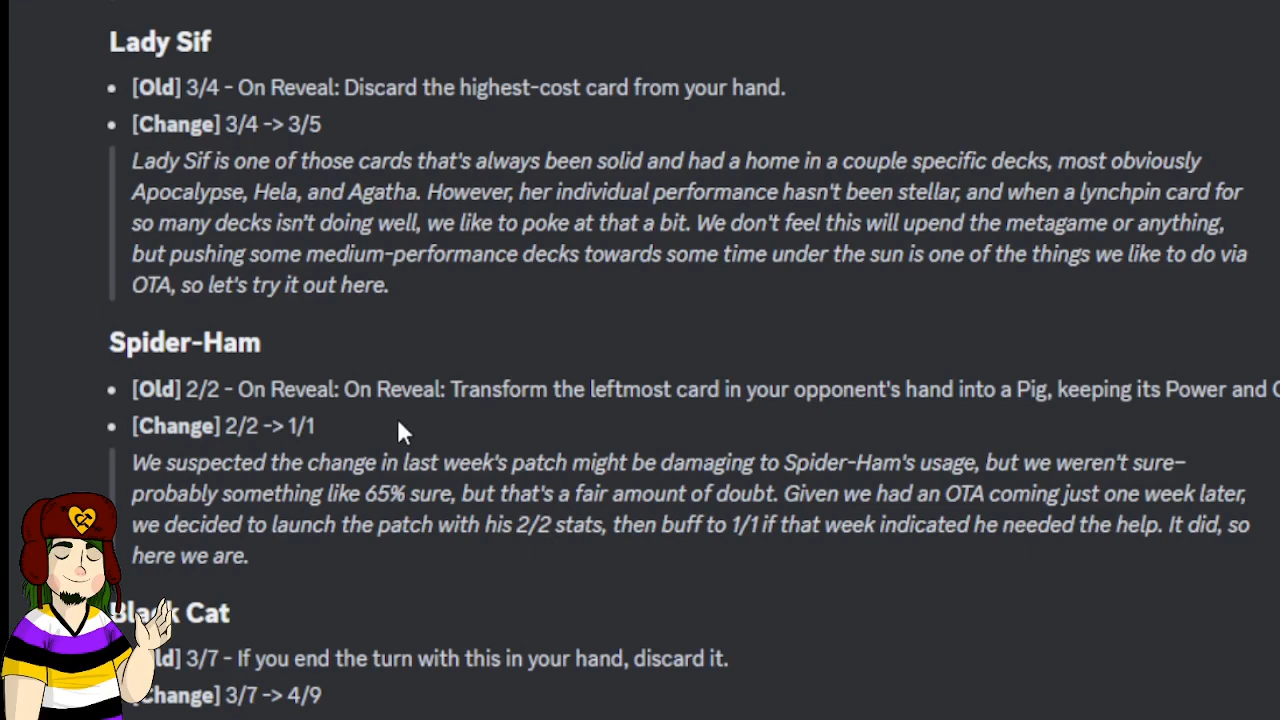 Lady Sif
• [Old] 3/4 - On Reveal: Discard the highest-cost card from your hand.
• [Change] 3/4 -> 3/5
Lady Sif is one of those cards that's always been solid and had a home in a couple specific decks, most obviously
Apocalypse, Hela, and Agatha. However, her individual performance hasn't been stellar, and when a lynchpin card for
so many decks isn't doing well, we like to poke at that a bit. We don't feel this will upend the metagame or anything,
but pushing some medium-performance decks towards some time under the sun is one of the things we like to do via
OTA, so let's try it out here.
Spider-Ham
• [Old] 2/2 - On Reveal: On Reveal: Transform the leftmost card in your opponent's hand into a Pig, keeping its Power and
• [Change] 2/2 -> 1/1
We suspected the change in last week's patch might be damaging to Spider-Ham's usage, but we weren't sure–
probably something like 65% sure, but that's a fair amount of doubt. Given we had an OTA coming just one week later,
we decided to launch the patch with his 2/2 stats, then buff to 1/1 if that week indicated he needed the help. It did, so
here we are.
Black Cat
ld] 3/7 - If you end the turn with this in your hand, discard it.
Change] 3/7 -> 4/9